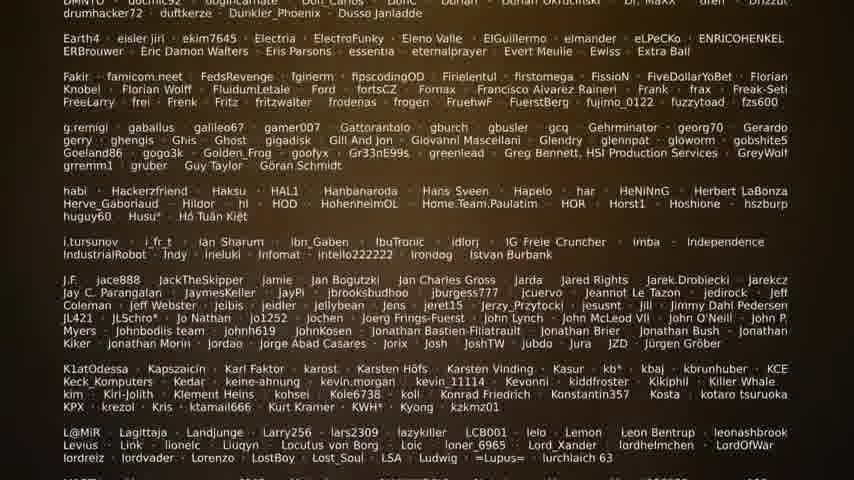 drumhacker72 · duftkerze · Dunkler_Phoenix · Dusso Janladde
Earth4 · eisler jiri · ekim7645 · Electria · ElectroFunky · Eleno Valle · ElGuillermo · elmander · eLPeCKo · ENRICOHENKEL
ERBrouwer · Eric Damon Walters · Eris Parsons · essentia · eternalprayer · Evert Meulie · Ewiss · Extra Ball
Fakir · famicom.neet · FedsRevenge · fginerm · fipscodingOD · Firielentul · firstomega · FissioN · FiveDollarYoBet · Florian
Knobel · Florian Wolff · FluidumLetale · Ford · fortsCZ · Fornax · Francisco Alvarez Raineri · Frank · frax · Freak-Seti
FreeLarry · frei · Frenk · Fritz · fritzwalter · frodenas · frogen · FruehwF · FuerstBerg · fujimo_0122 · fuzzytoad · fzs600
g.remigi · gaballus · galileo67 · gamer007 · Gattorantolo · gburch · gbusler · gcq · Gehrminator · georg70 · Gerardo
gerry · ghengis · Ghis · Ghost · gigadisk · Gill And Jon · Giovanni Mascellani · Glendry · glennpat · gloworm · gobshite5
Goeland86 · gogo3k · Golden_Frog · goofyx · Gr33nE99s · greenlead · Greg Bennett, HSI Production Services · GreyWolf
grremm1 · gruber · Guy Taylor · Göran Schmidt
habi · Hackerzfriend · Haksu · HAL1 · Hanbanaroda · Hans Sveen · Hapelo · har · HeNiNnG · Herbert LaBonza
Herve_Gaboriaud · Hildor · hl · HOD · HohenheimOL · Home.Team.Paulatim · HOR · Horst1 · Hoshione · hszburp
huguy60 · Husu* · Hồ Tuấn Kiệt
i.tursunov · i_fr_t · Ian Sharum · Ibn_Gaben · IbuTronic · idlorj · IG Freie Cruncher · imba · Independence
IndustrialRobot · Indy · ineluki · Infomat · intello222222 · Irondog · Istvan Burbank
J.F. · jace888 · JackTheSkipper · jamie · Jan Bogutzki · Jan Charles Gross · Jarda · Jared Rights · Jarek.Drobiecki · Jarekcz
Jay C. Parangalan · JaymesKeller · JayPi · jbrooksbudhoo · jburgess777 · jcuervo · Jeannot Le Tazon · jedirock · Jeff
Coleman · Jeff Webster · jelbis · jeidler · Jellybean · Jens · jeret15 · Jerzy_Przytocki · jesusnt · jill · Jimmy Dahl Pedersen
JL421 · JLSchro* · Jo Nathan · Jo1252 · jochen · Joerg Frings-Fuerst · John Lynch · John McLeod VII · John O'Neill · John P.
Myers · Johnbodlis team · johnh619 · JohnKosen · Jonathan Bastien-Filiatrault · Jonathan Brier · Jonathan Bush · Jonathan
Kiker · Jonathan Morin · Jordao · Jorge Abad Casares · Jorix · Josh · JoshTW · jubdo · Jura · JZD · Jürgen Gröber
K1atOdessa · Kapszaicin · Karl Faktor · karost · Karsten Höfs · Karsten Vinding · Kasur · kb* · kbaj · kbrunhuber · KCE
Keck_Komputers · Kedar · keine-ahnung · kevin.morgan · kevin_11114 · Kevonni · kiddfroster · Kikiphil · Killer Whale
kim · Kiri-Jolith · Klement Heins · kohsei · Kole6738 · koll · Konrad Friedrich · Konstantin357 · Kosta · kotaro tsuruoka
KPX · krezol · Kris · ktamail666 · Kurt Kramer · KWH* · Kyong · kzkmz01
L@MiR · Lagittaja · Landjunge · Larry256 · lars2309 · lazykiller · LCB001 · lelo · Lemon · Leon Bentrup · leonashbrook
Levius · Link · lionelc · Liuqyn · Locutus von Borg · Loic · loner_6965 · Lord_Xander · lordhelmchen · LordOfWar
lordreiz · lordvader · Lorenzo · LostBoy · Lost_Soul · LSA · Ludwig · =Lupus= · lurchlaich 63